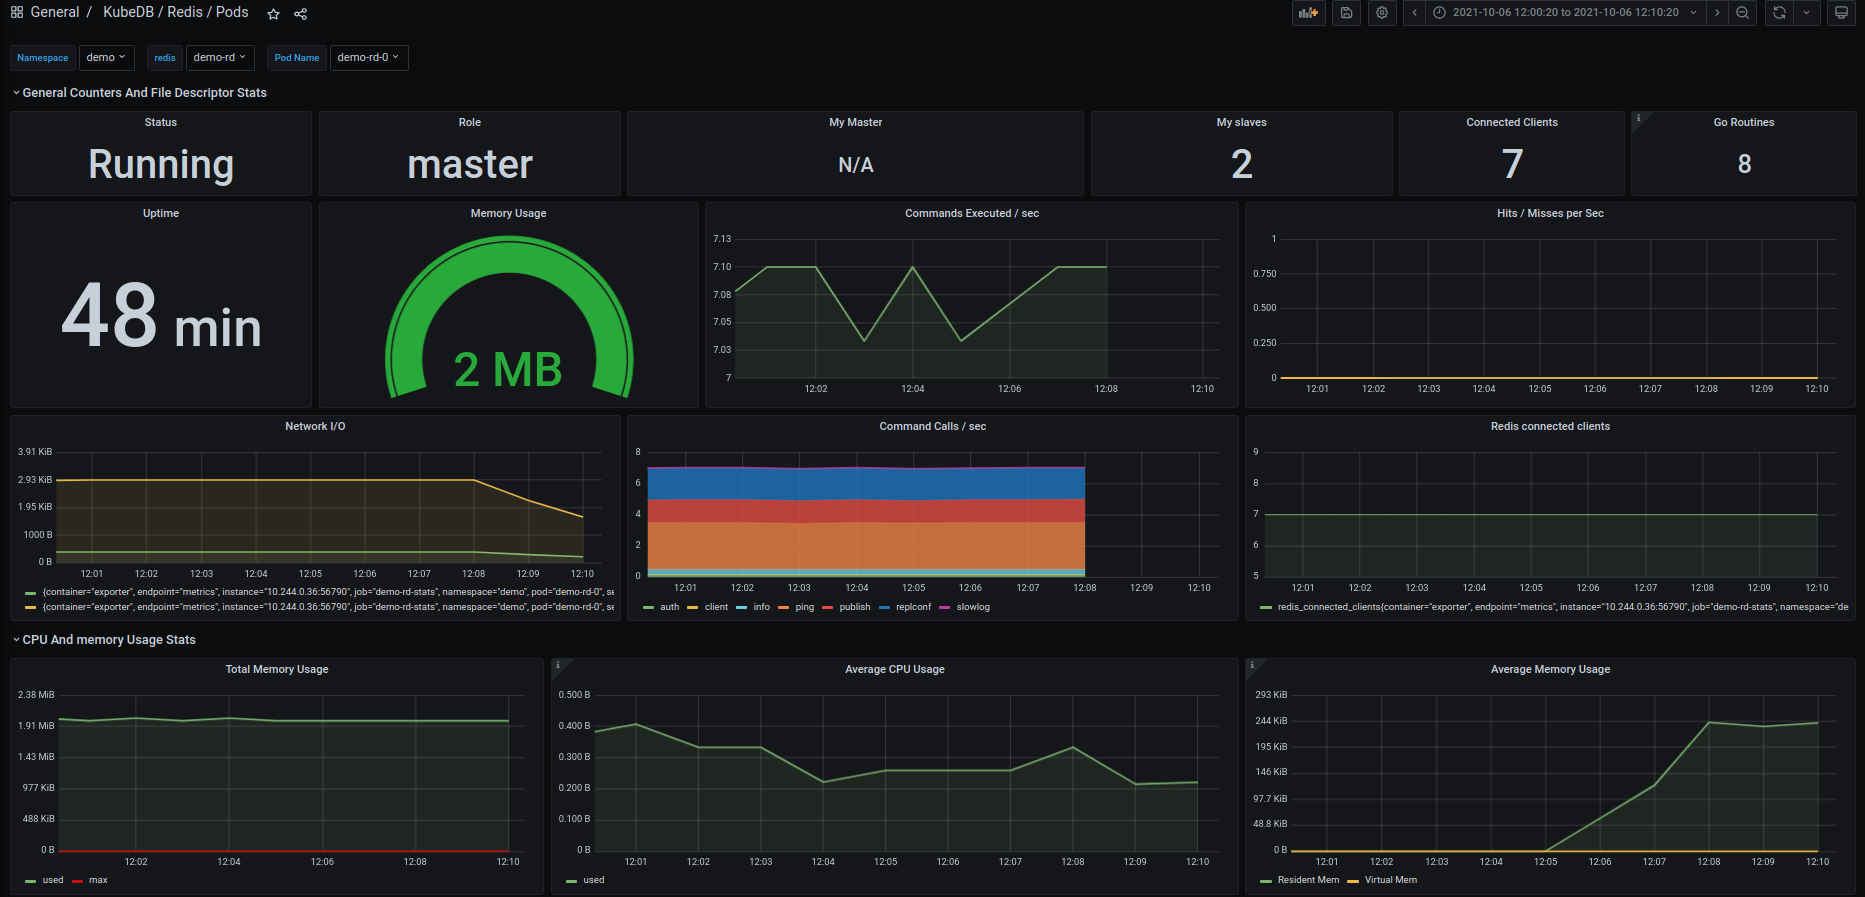 General / KubeDB / Redis / Pods
2021-10-06 12:00:20 to 2021-10-06 12:10:20
Namespace demo redis demo-rd Pod Name demo-rd-0
General Counters And File Descriptor Stats
Status
Running
Role
master
My Master
N/A
My slaves
2
Connected Clients
7
Go Routines
8
Uptime
48 min
Memory Usage
2 MB
Commands Executed / sec
7.13
7.10
7.08
7.05
7.03
7
12:02 12:04 12:06 12:08 12:10
Hits / Misses per Sec
1
0.750
0.500
0.250
0
12:01 12:02 12:03 12:04 12:05 12:06 12:07 12:08 12:09 12:10
Network I/O
3.91 KiB
2.93 KiB
1.95 KiB
1000 B
0 B
12:01 12:02 12:03 12:04 12:05 12:06 12:07 12:08 12:09 12:10
{container="exporter", endpoint="metrics", instance="10.244.0.36:56790", job="demo-rd-stats", namespace="demo", pod="demo-rd-0", se
{container="exporter", endpoint="metrics", instance="10.244.0.36:56790", job="demo-rd-stats", namespace="demo", pod="demo-rd-0", se
Command Calls / sec
8
6
4
2
0
12:01 12:02 12:03 12:04 12:05 12:06 12:07 12:08 12:09 12:10
auth client info ping publish replconf slowlog
Redis connected clients
9
8
7
6
5
12:01 12:02 12:03 12:04 12:05 12:06 12:07 12:08 12:09 12:10
redis_connected_clients{container="exporter", endpoint="metrics", instance="10.244.0.36:56790", job="demo-rd-stats", namespace="de
CPU And memory Usage Stats
Total Memory Usage
2.38 MiB
1.91 MiB
1.43 MiB
977 KiB
488 KiB
0 B
12:02 12:04 12:06 12:08 12:10
used max
Average CPU Usage
0.500 B
0.400 B
0.300 B
0.200 B
0.100 B
0 B
12:01 12:02 12:03 12:04 12:05 12:06 12:07 12:08 12:09 12:10
used
Average Memory Usage
293 KiB
244 KiB
195 KiB
146 KiB
97.7 KiB
48.8 KiB
0 B
12:01 12:02 12:03 12:04 12:05 12:06 12:07 12:08 12:09 12:10
Resident Mem Virtual Mem